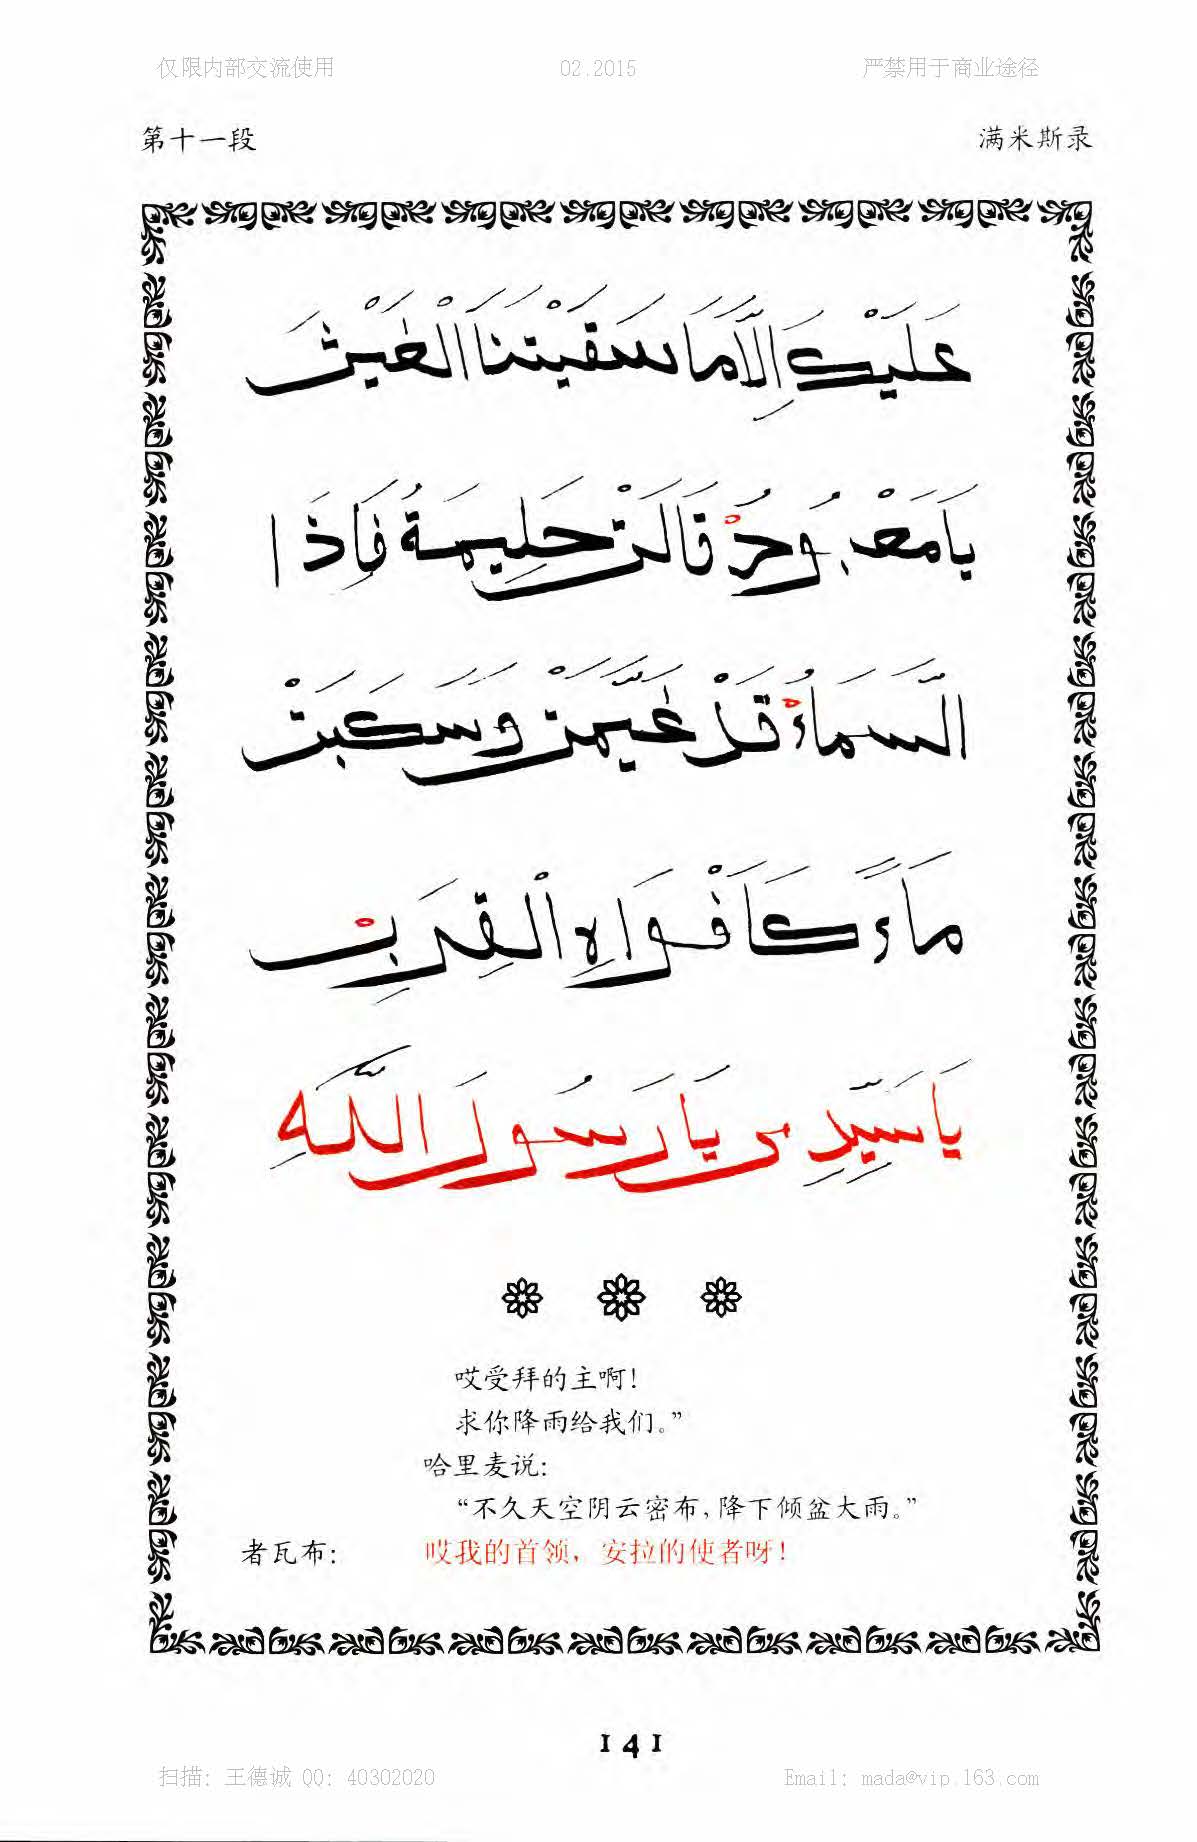 仅限内部交流使用 02.2015 严禁用于商业途径
第十一段 满米斯录
عَلَيْكَ اِلَّا مَا سَقَيْتَنَا الْغَيْثَ
يَا مَعْبُودُ قَالَتْ حَلِيمَةُ فَاِذَا
السَّمَاءُ قَدْ غَيَّمَتْ وَسَكَبَتْ
مَاءً كَاَفْوَاهِ الْقِرَبِ
يَا سَيِّدِى يَا رَسُولَ اللَّهِ
哎受拜的主啊!
求你降雨给我们。”
哈里麦说:
“不久天空阴云密布,降下倾盆大雨。”
者瓦布: 哎我的首领，安拉的使者呀!
141
扫描: 王德诚 QQ: 40302020 Email: mada@vip.163.com